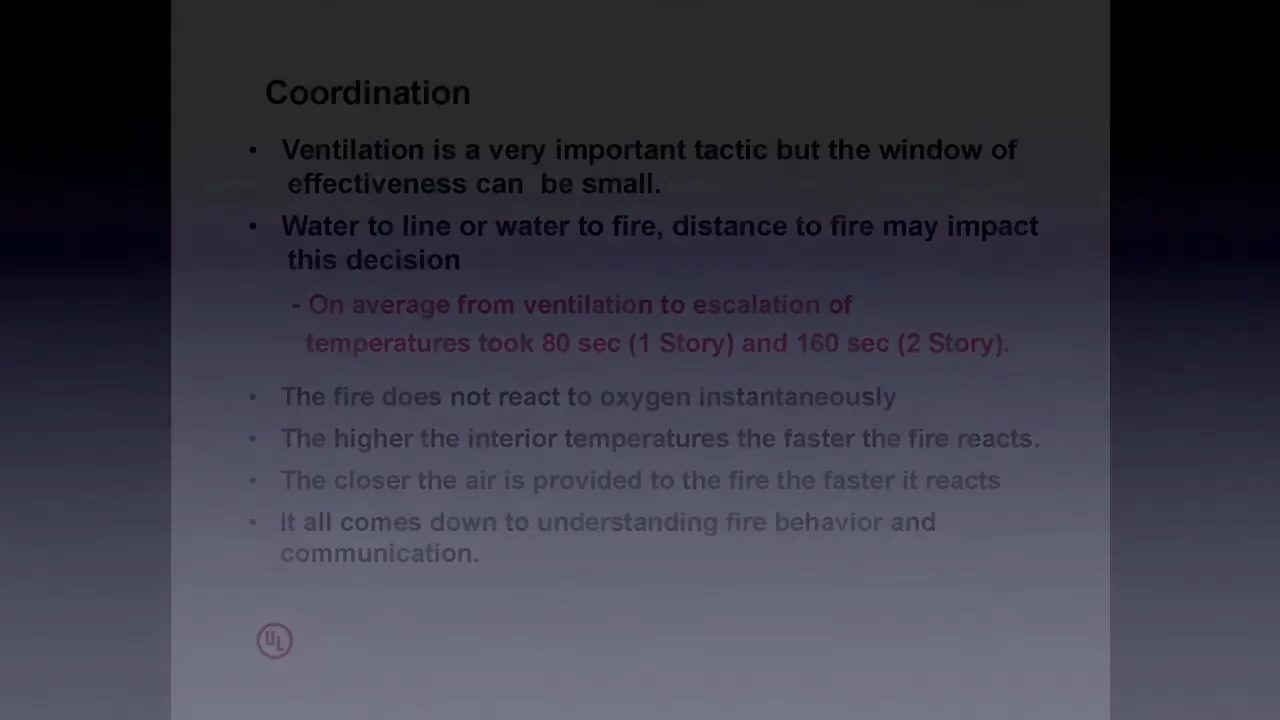 Coordination
• Ventilation is a very important tactic but the window of
effectiveness can be small.
• Water to line or water to fire, distance to fire may impact
this decision
- On average from ventilation to escalation of
temperatures took 80 sec (1 Story) and 160 sec (2 Story).
• The fire does not react to oxygen instantaneously
• The higher the interior temperatures the faster the fire reacts.
• The closer the air is provided to the fire the faster it reacts
• It all comes down to understanding fire behavior and
communication.
UL